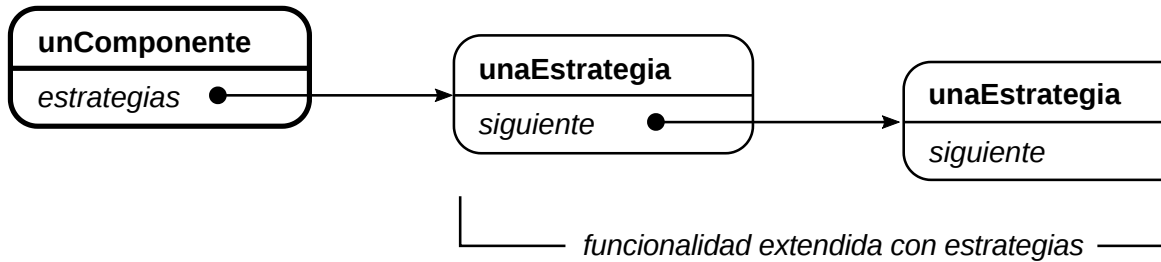 unComponente
estrategias
unaEstrategia
siguiente
unaEstrategia
siguiente
funcionalidad extendida con estrategias